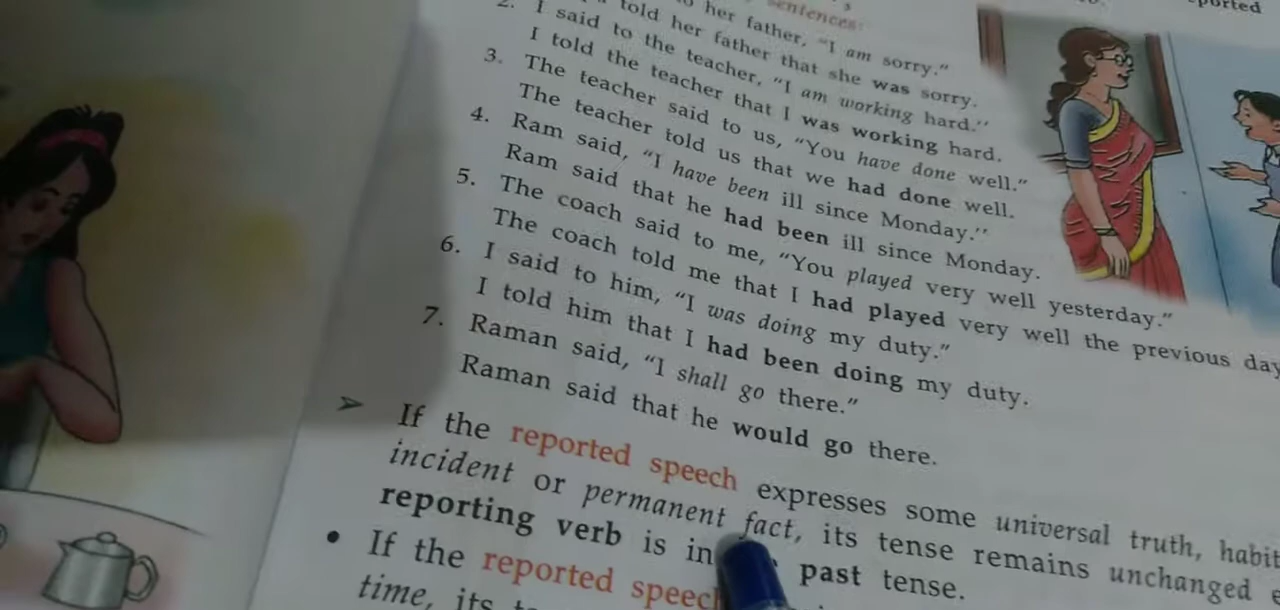 sentences:
ported
her father, "I am sorry."
told her father that she was sorry.
2. I said to the teacher, "I am working hard.''
I told the teacher that I was working hard.
3. The teacher said to us, "You have done well."
The teacher told us that we had done well.
4. Ram said, "I have been ill since Monday.''
Ram said that he had been ill since Monday.
5. The coach said to me, "You played very well yesterday."
The coach told me that I had played very well the previous day
6. I said to him, "I was doing my duty."
I told him that I had been doing my duty.
7. Raman said, "I shall go there."
Raman said that he would go there.
➢ If the reported speech expresses some universal truth, habit
incident or permanent fact, its tense remains unchanged e
reporting verb is in past tense.
• If the reported speech
time, its